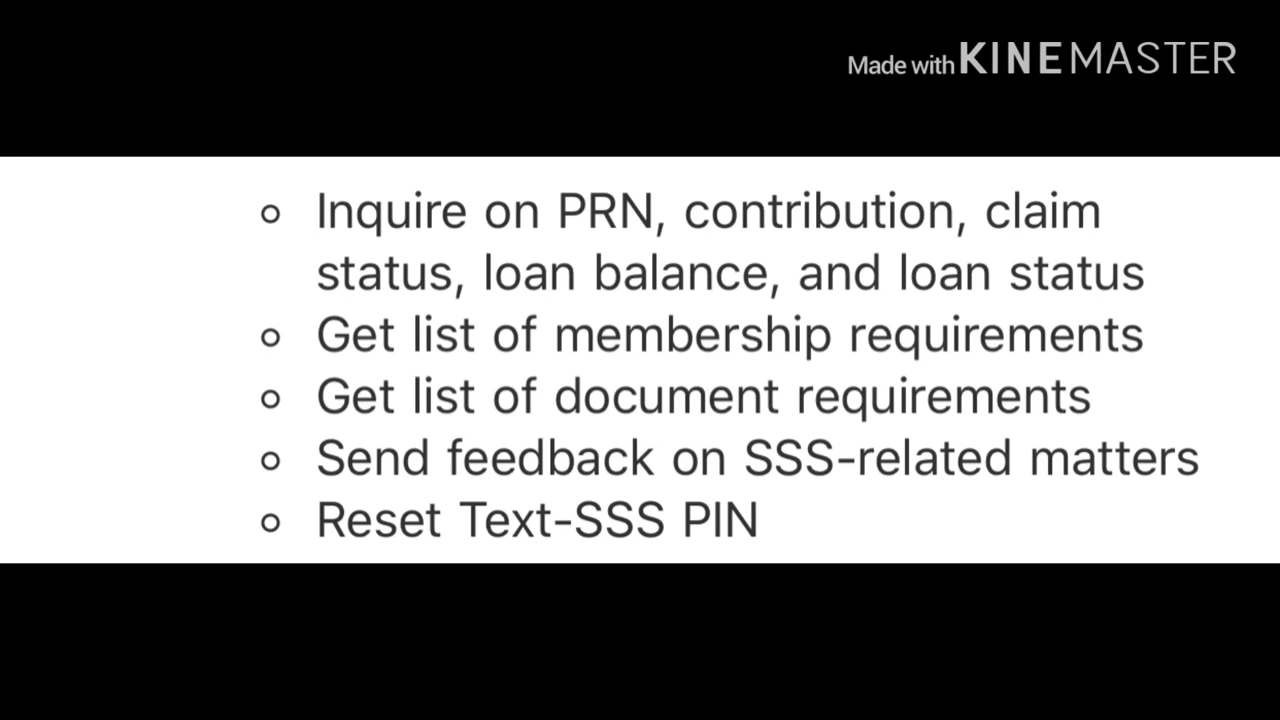 Made with KINEMASTER
Inquire on PRN, contribution, claim
status, loan balance, and loan status
Get list of membership requirements
Get list of document requirements
Send feedback on SSS-related matters
Reset Text-SSS PIN